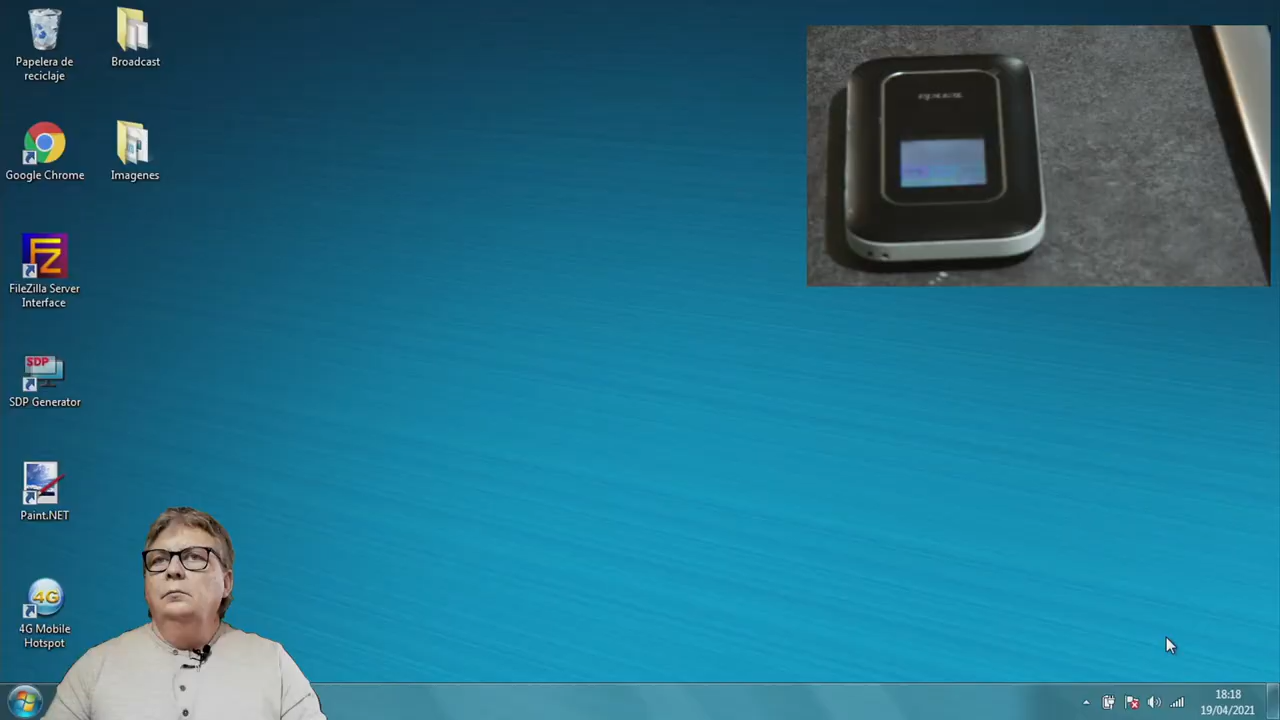 Papelera de
reciclaje
Broadcast
Google Chrome
Imagenes
FileZilla Server
Interface
SDP
SDP Generator
Paint.NET
4G
4G Mobile
Hotspot
18:18
19/04/2021